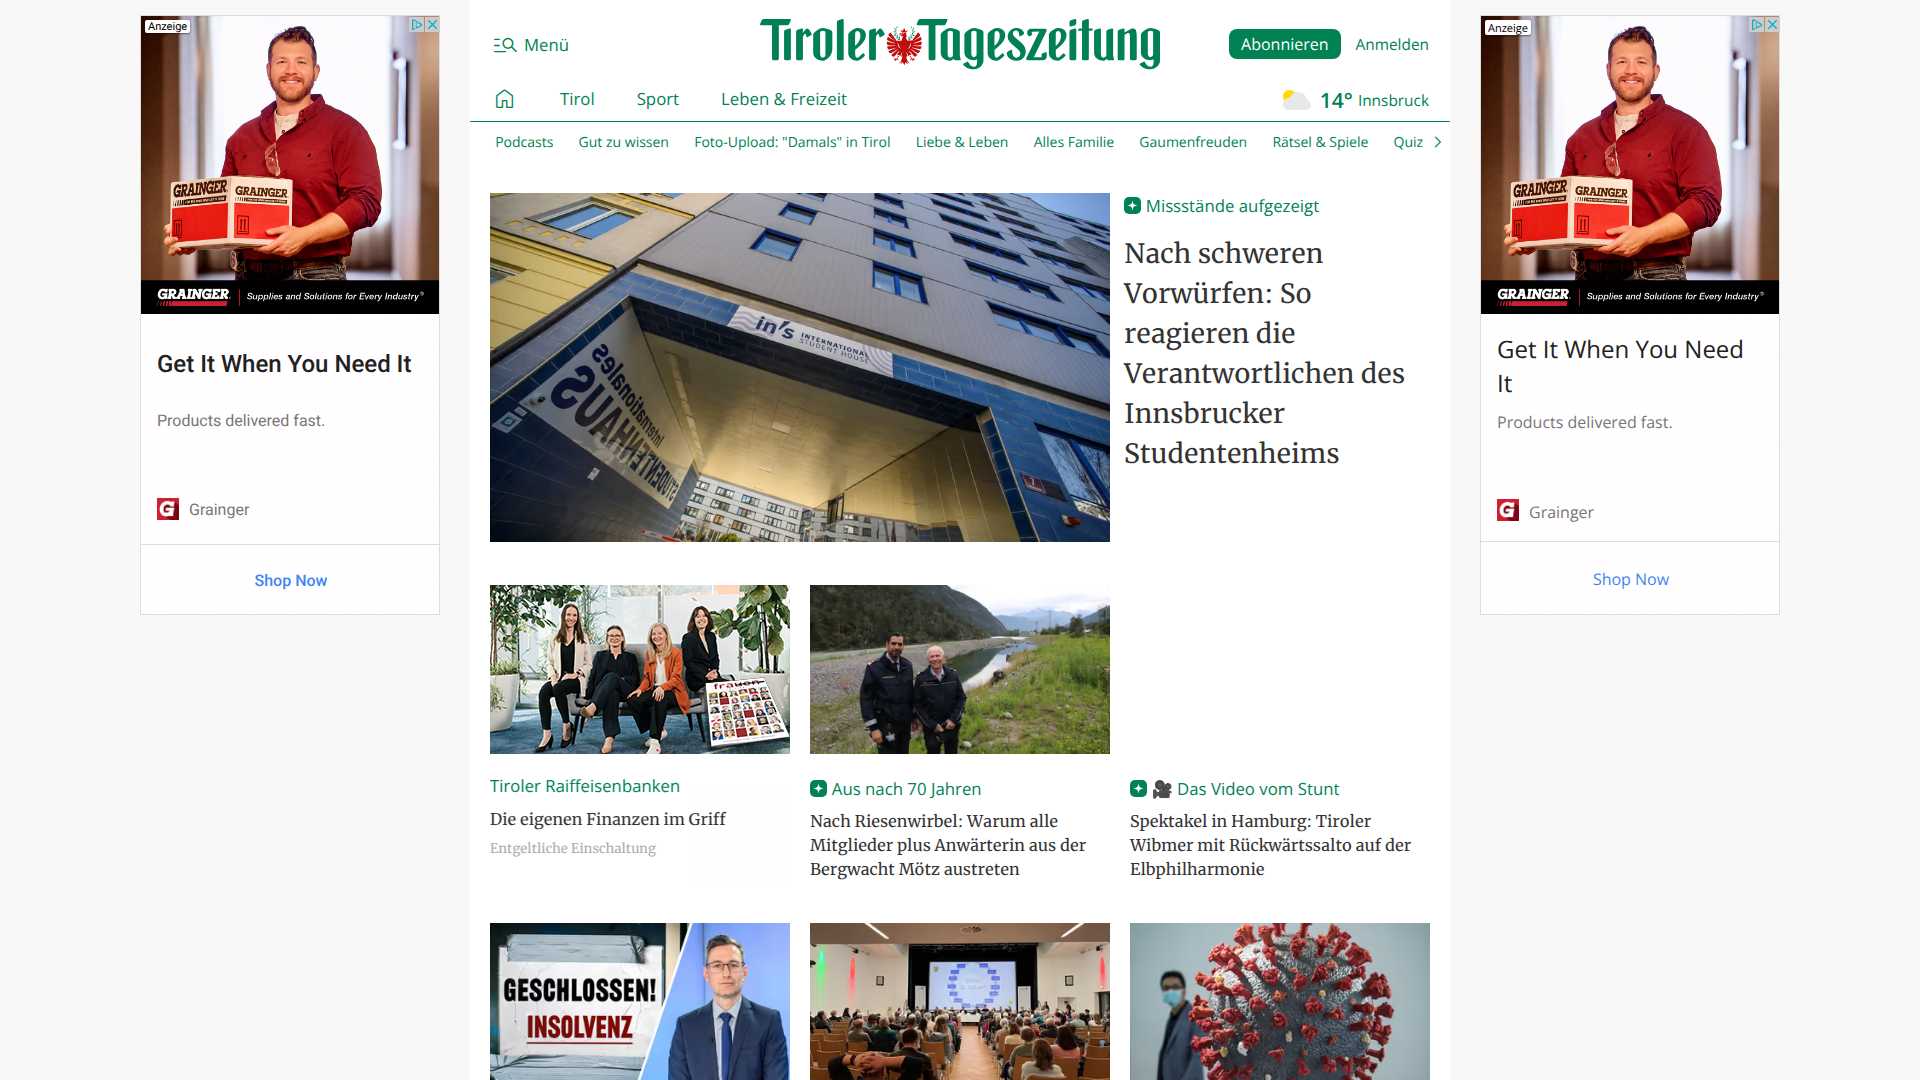 Anzeige
GRAINGER
GRAINGER
GRAINGER
Supplies and Solutions for Every Industry®
Get It When You Need It
Products delivered fast.
Grainger
Shop Now
Menü
Tiroler Tageszeitung
Abonnieren
Anmelden
Tirol
Sport
Leben & Freizeit
14° Innsbruck
Podcasts
Gut zu wissen
Foto-Upload: "Damals" in Tirol
Liebe & Leben
Alles Familie
Gaumenfreuden
Rätsel & Spiele
Quiz
in's INTERNATIONAL
STUDENT HOUSE
Internationales
STUDENTENHAUS
Missstände aufgezeigt
Nach schweren
Vorwürfen: So
reagieren die
Verantwortlichen des
Innsbrucker
Studentenheims
frauen
Tiroler Raiffeisenbanken
Die eigenen Finanzen im Griff
Entgeltliche Einschaltung
Aus nach 70 Jahren
Nach Riesenwirbel: Warum alle
Mitglieder plus Anwärterin aus der
Bergwacht Mötz austreten
Das Video vom Stunt
Spektakel in Hamburg: Tiroler
Wibmer mit Rückwärtssalto auf der
Elbphilharmonie
GESCHLOSSEN!
INSOLVENZ
Anzeige
GRAINGER
GRAINGER
GRAINGER
Supplies and Solutions for Every Industry®
Get It When You Need
It
Products delivered fast.
Grainger
Shop Now